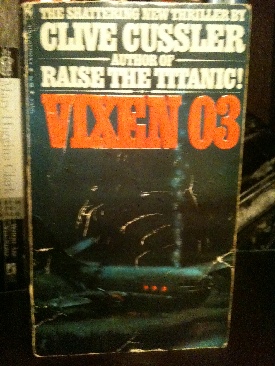 THE SHATTERING NEW THRILLER BY
CLIVE CUSSLER
AUTHOR OF
RAISE THE TITANIC!
VIXEN 03